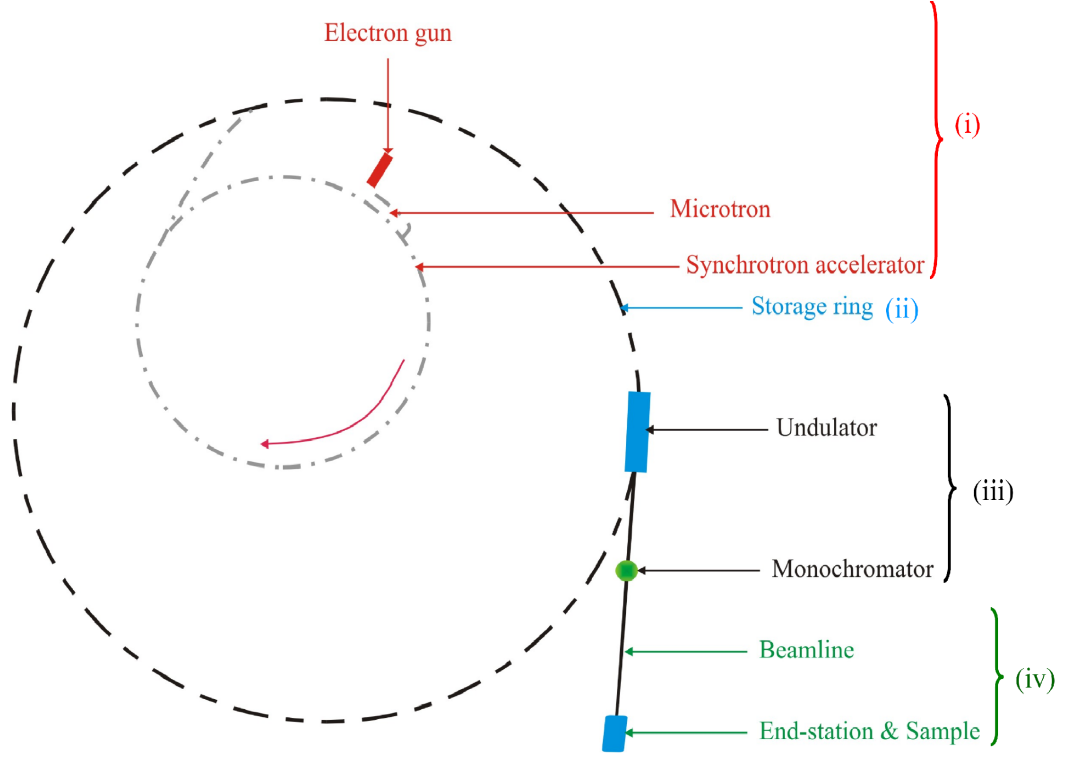 Electron gun
(i)
Microtron
Synchrotron accelerator
Storage ring (ii)
Undulator
(iii)
Monochromator
Beamline
(iv)
End-station & Sample